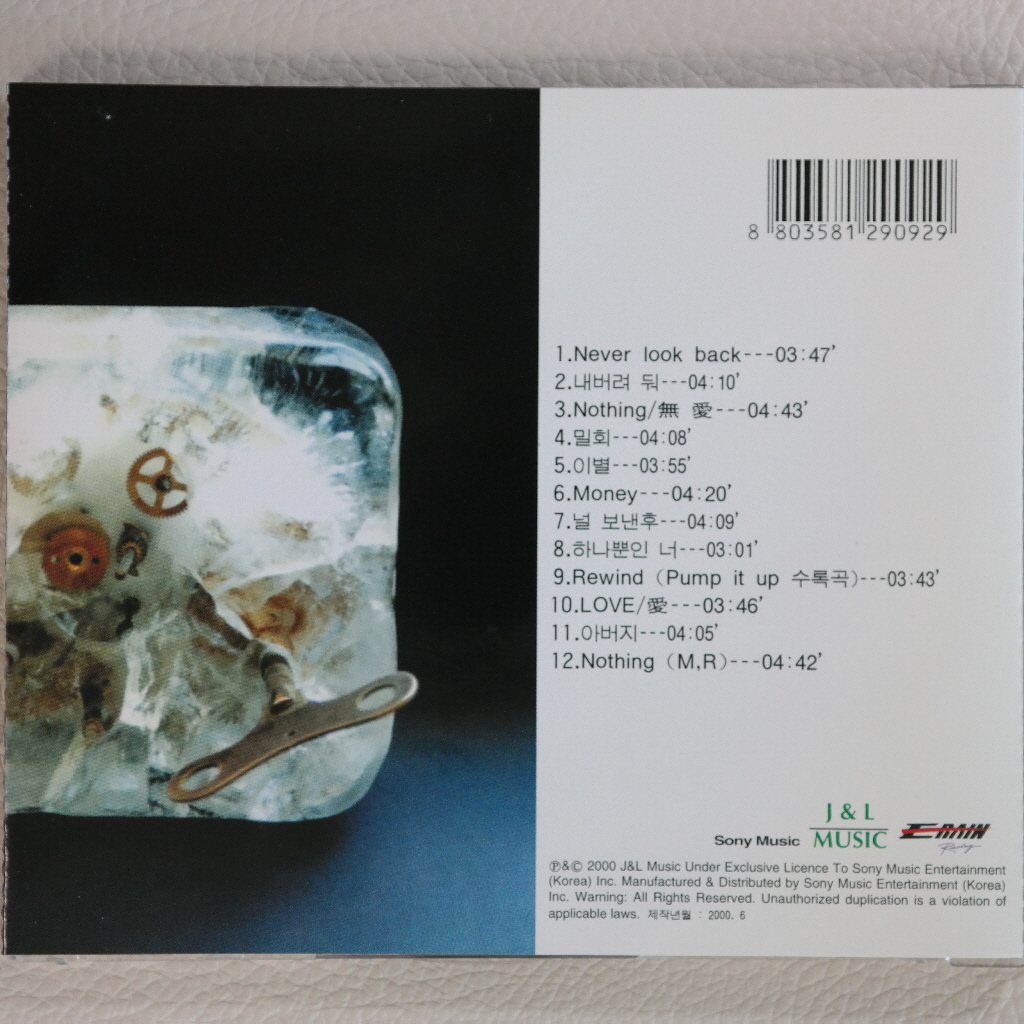 8 803581 290929
1.Never look back---03:47'
2.내버려 둬---04:10'
3.Nothing/無 愛---04:43'
4.밀회---04:08'
5.이별---03:55'
6.Money---04:20'
7.널 보낸후---04:09'
8.하나뿐인 너---03:01'
9.Rewind (Pump it up 수록곡)---03:43'
10.LOVE/愛---03:46'
11.아버지---04:05'
12.Nothing (M,R)---04:42'
J & L
Sony Music MUSIC E-RAIN
℗&© 2000 J&L Music Under Exclusive Licence To Sony Music Entertainment
(Korea) Inc. Manufactured & Distributed by Sony Music Entertainment (Korea)
Inc. Warning: All Rights Reserved. Unauthorized duplication is a violation of
applicable laws. 제작년월 : 2000. 6